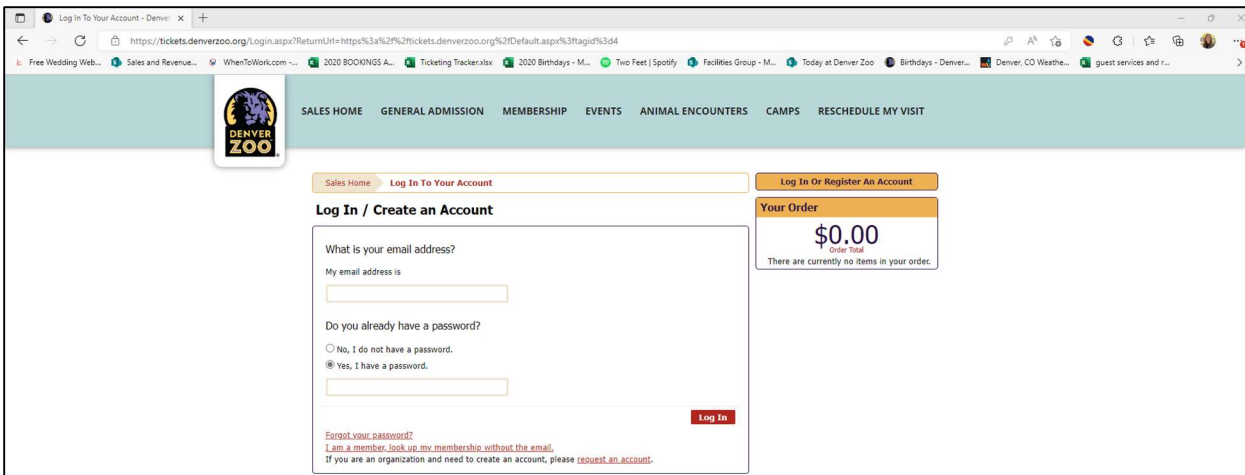 Log In To Your Account - Denver
https://tickets.denverzoo.org/Login.aspx?ReturnUrl=https%3a%2f%2ftickets.denverzoo.org%2fDefault.aspx%3ftagid%3d4
Free Wedding Web... Sales and Revenue... WhenToWork.com -... 2020 BOOKINGS A... Ticketing Tracker.xlsx 2020 Birthdays - M... Two Feet | Spotify Facilities Group - M... Today at Denver Zoo Birthdays - Denver... Denver, CO Weathe... guest services and r...
DENVER
ZOO
SALES HOME GENERAL ADMISSION MEMBERSHIP EVENTS ANIMAL ENCOUNTERS CAMPS RESCHEDULE MY VISIT
Sales Home Log In To Your Account
Log In / Create an Account
What is your email address?
My email address is
Do you already have a password?
No, I do not have a password.
Yes, I have a password.
Log In
Forgot your password?
I am a member, look up my membership without the email.
If you are an organization and need to create an account, please request an account.
Log In Or Register An Account
Your Order
$0.00
Order Total
There are currently no items in your order.